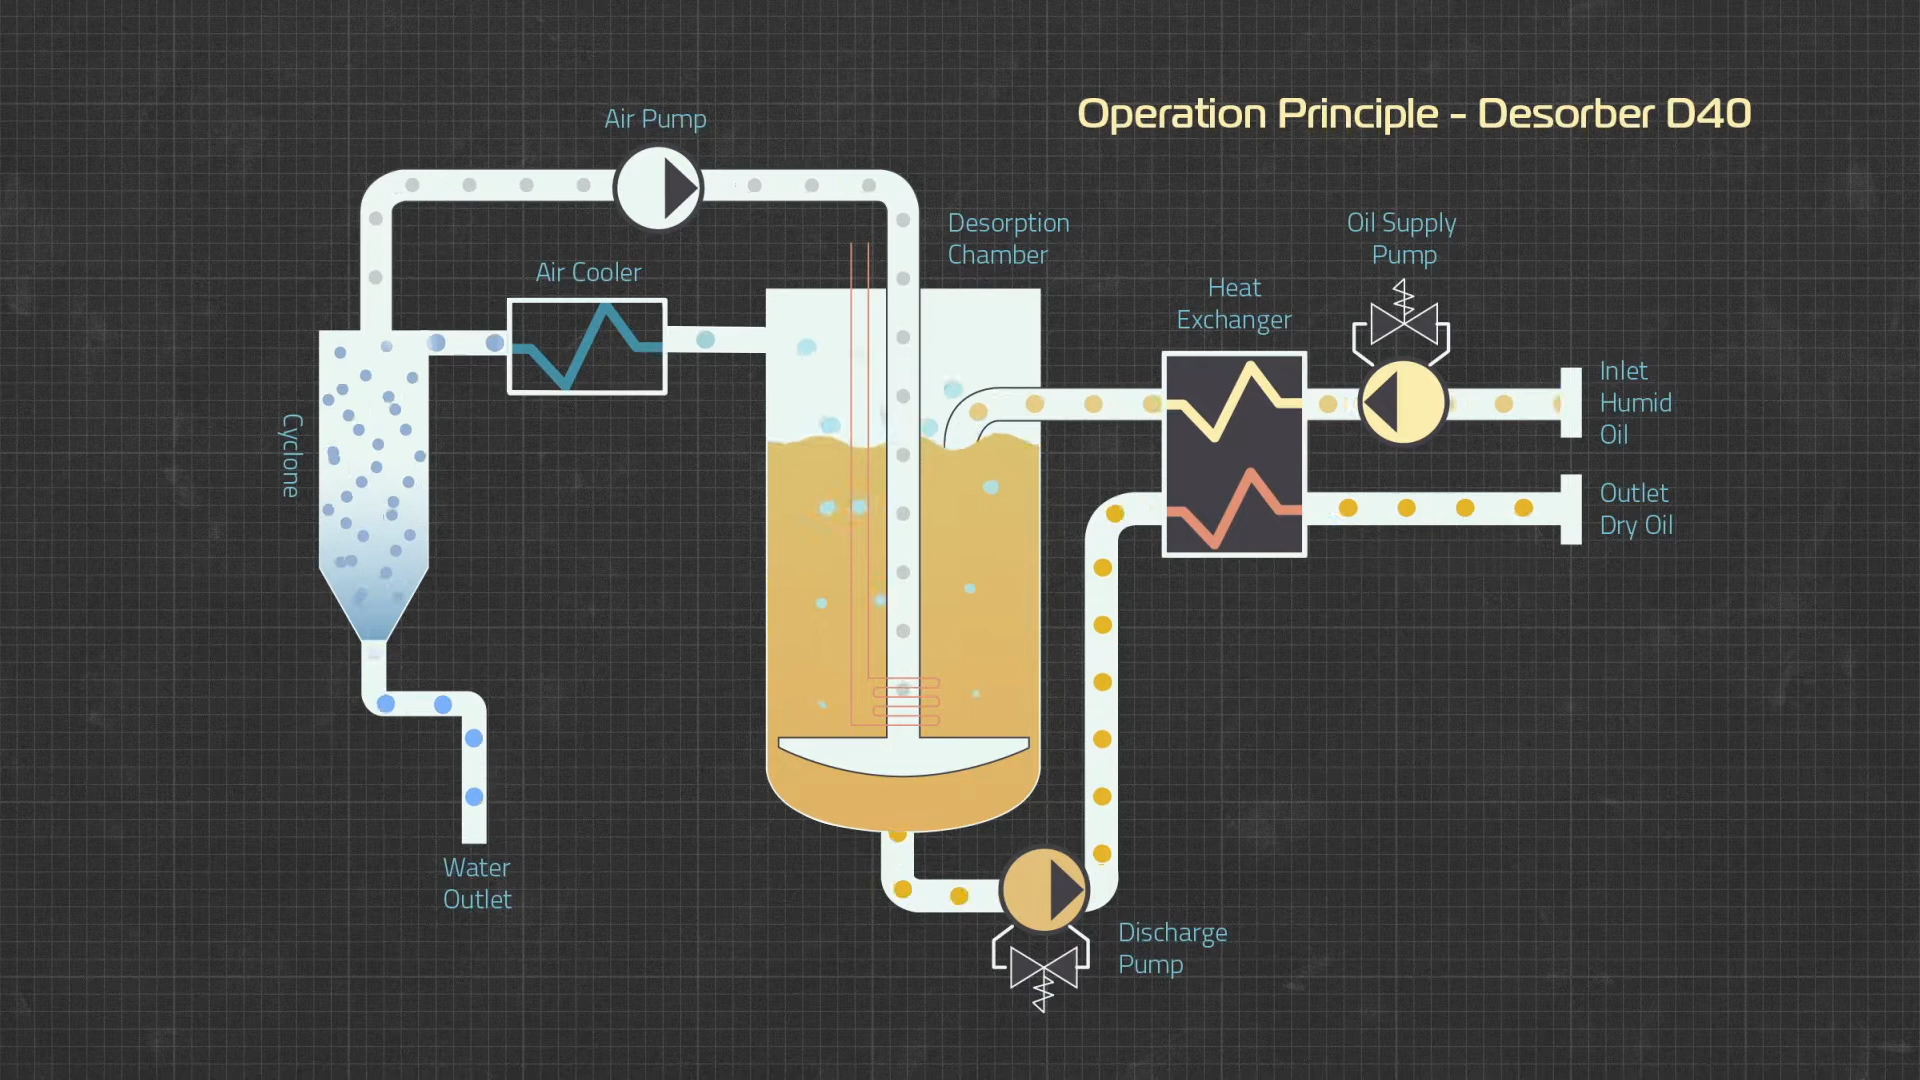 Operation Principle - Desorber D40
Air Pump
Desorption
Chamber
Oil Supply
Pump
Air Cooler
Heat
Exchanger
Inlet
Humid
Oil
Cyclone
Outlet
Dry Oil
Water
Outlet
Discharge
Pump